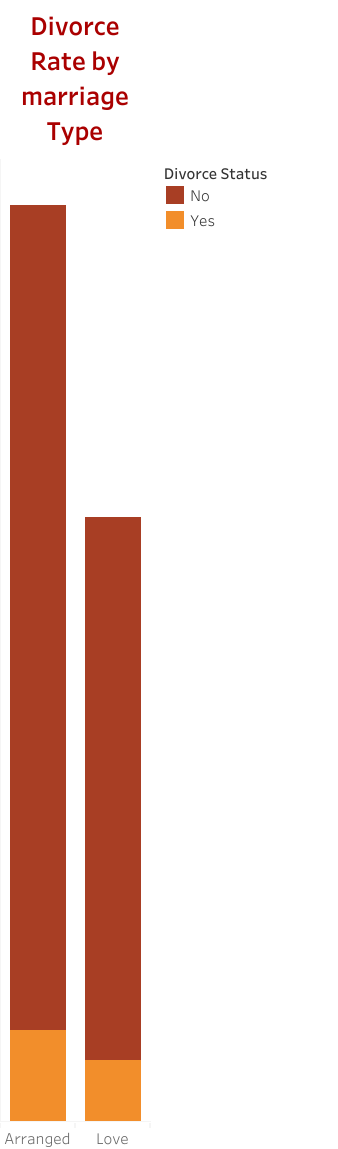 Divorce
Rate by
marriage
Type
Divorce Status
No
Yes
Arranged
Love